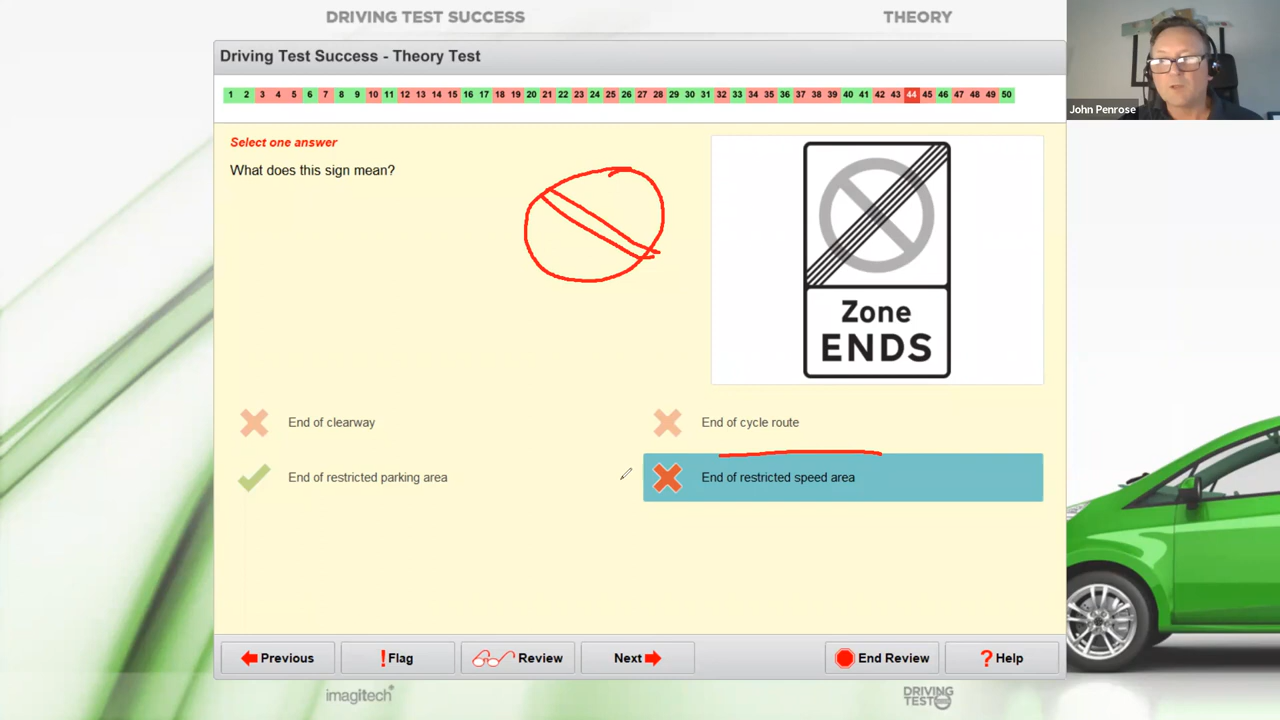 DRIVING TEST SUCCESS THEORY
John Penrose
Driving Test Success - Theory Test
1 2 3 4 5 6 7 8 9 10 11 12 13 14 15 16 17 18 19 20 21 22 23 24 25 26 27 28 29 30 31 32 33 34 35 36 37 38 39 40 41 42 43 44 45 46 47 48 49 50
Select one answer
What does this sign mean?
Zone
ENDS
End of clearway
End of cycle route
End of restricted parking area
End of restricted speed area
Previous
!Flag
Review
Next
End Review
?Help
imagitech
DRIVING
TEST